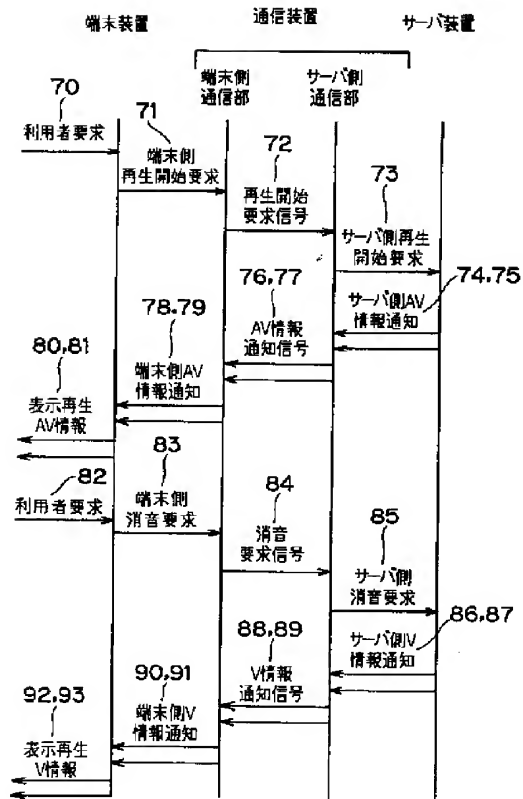 端末装置
通信装置
サーバ装置
端末側
通信部
サーバ側
通信部
70
利用者要求
71
端末側
再生開始要求
72
再生開始
要求信号
73
サーバ側再生
開始要求
74,75
サーバ側AV
情報通知
76,77
AV情報
通知信号
78,79
端末側AV
情報通知
80,81
表示再生
AV情報
82
利用者要求
83
端末側
消音要求
84
消音
要求信号
85
サーバ側
消音要求
86,87
サーバ側V
情報通知
88,89
V情報
通知信号
90,91
端末側V
情報通知
92,93
表示再生
V情報